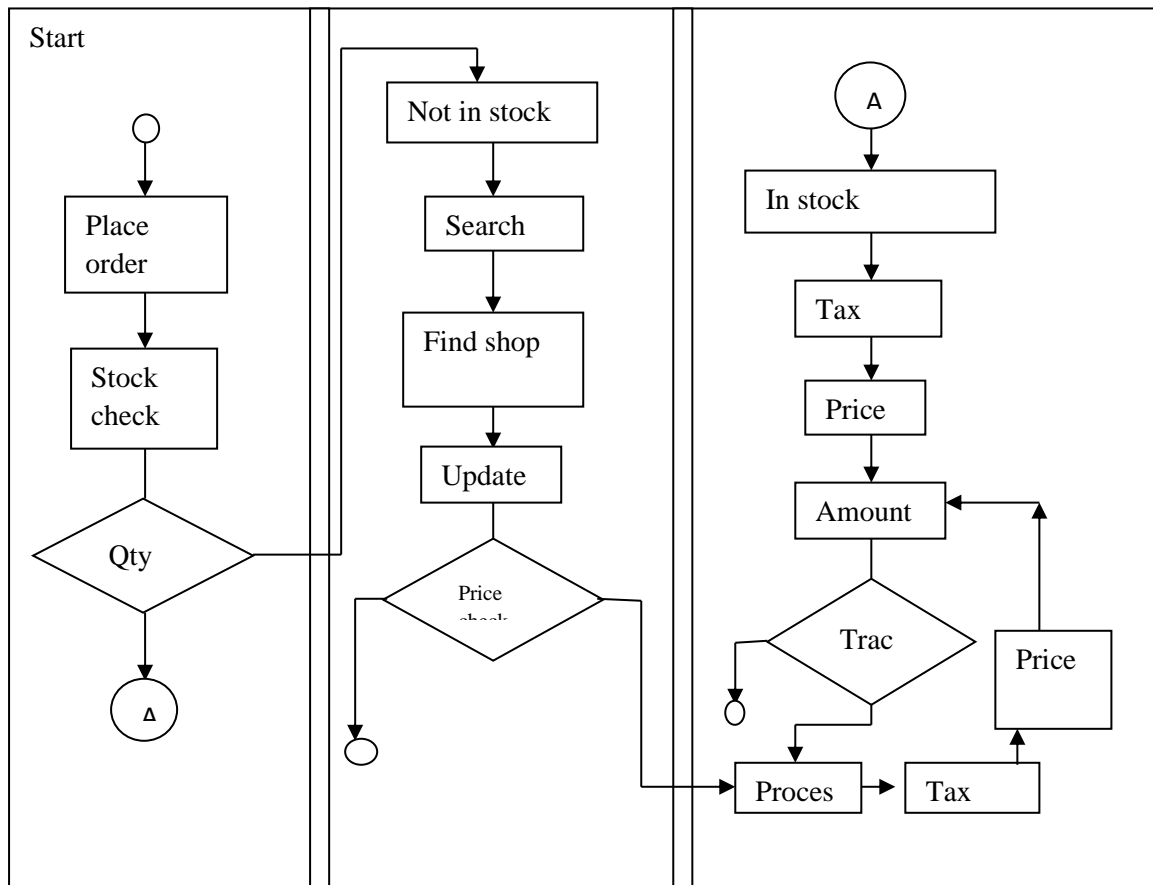 Start
Place
order
Stock
check
Qty
A
Not in stock
Search
Find shop
Update
Price
check
A
In stock
Tax
Price
Amount
Trac
Price
Proces
Tax